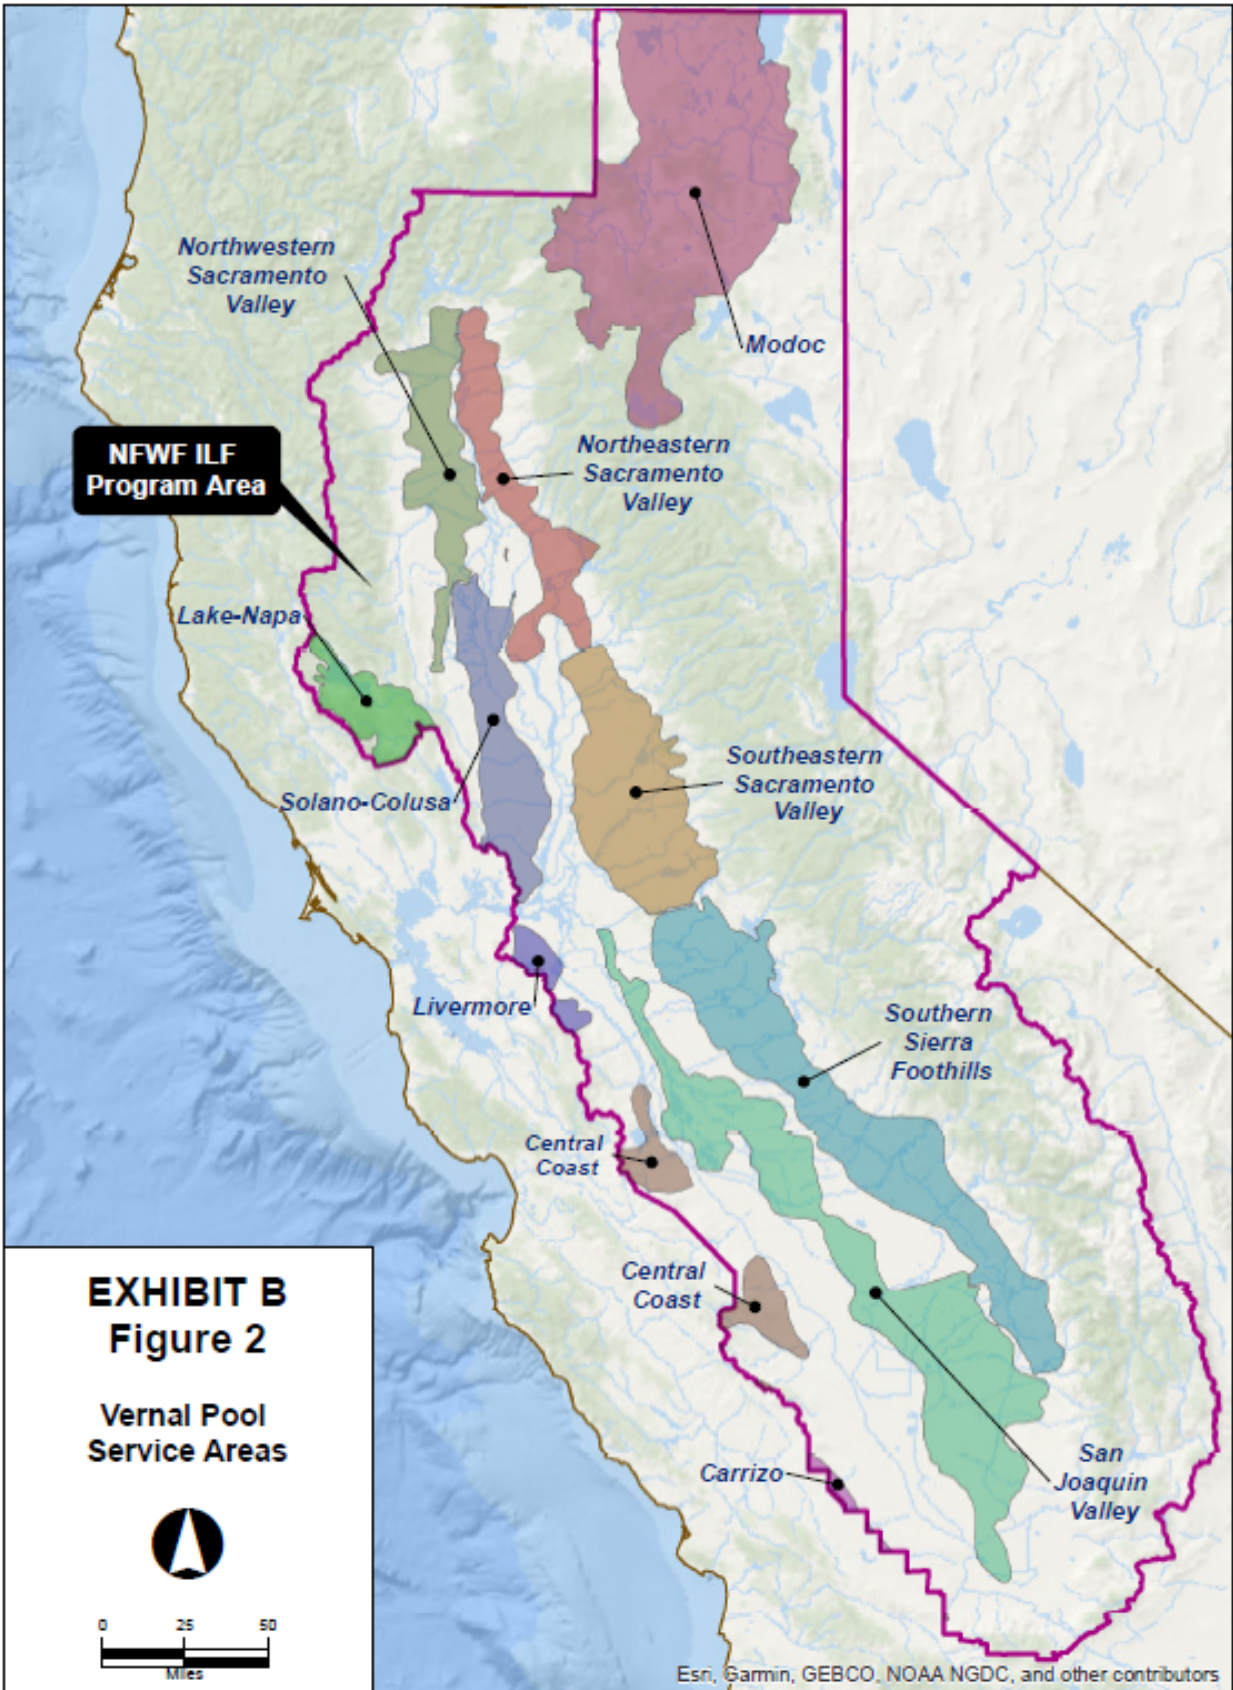 Northwestern
Sacramento
Valley
Modoc
NFWF ILF
Program Area
Northeastern
Sacramento
Valley
Lake-Napa
Solano-Colusa
Southeastern
Sacramento
Valley
Livermore
Southern
Sierra
Foothills
Central
Coast
Central
Coast
Carrizo
San
Joaquin
Valley
EXHIBIT B
Figure 2
Vernal Pool
Service Areas
0 25 50
Miles
Esri, Garmin, GEBCO, NOAA NGDC, and other contributors